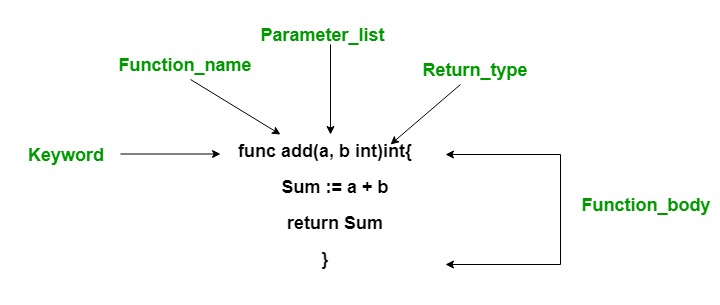 Parameter_list
Function_name
Return_type
Keyword
func add(a, b int)int{
Sum := a + b
return Sum
}
Function_body